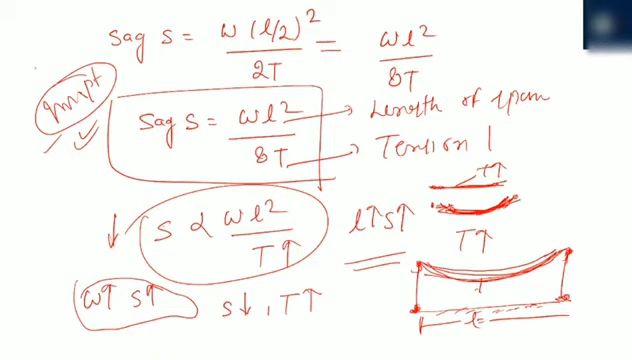 Sag S = w (l/2)² / 2T = wl² / 8T
Impt
Sag S = wl² / 8T
Length of span
Tension
S ∝ wl² / T↑
l↑ S↑
T↑
T↑
w↑ S↑
S↓, T↑
l=